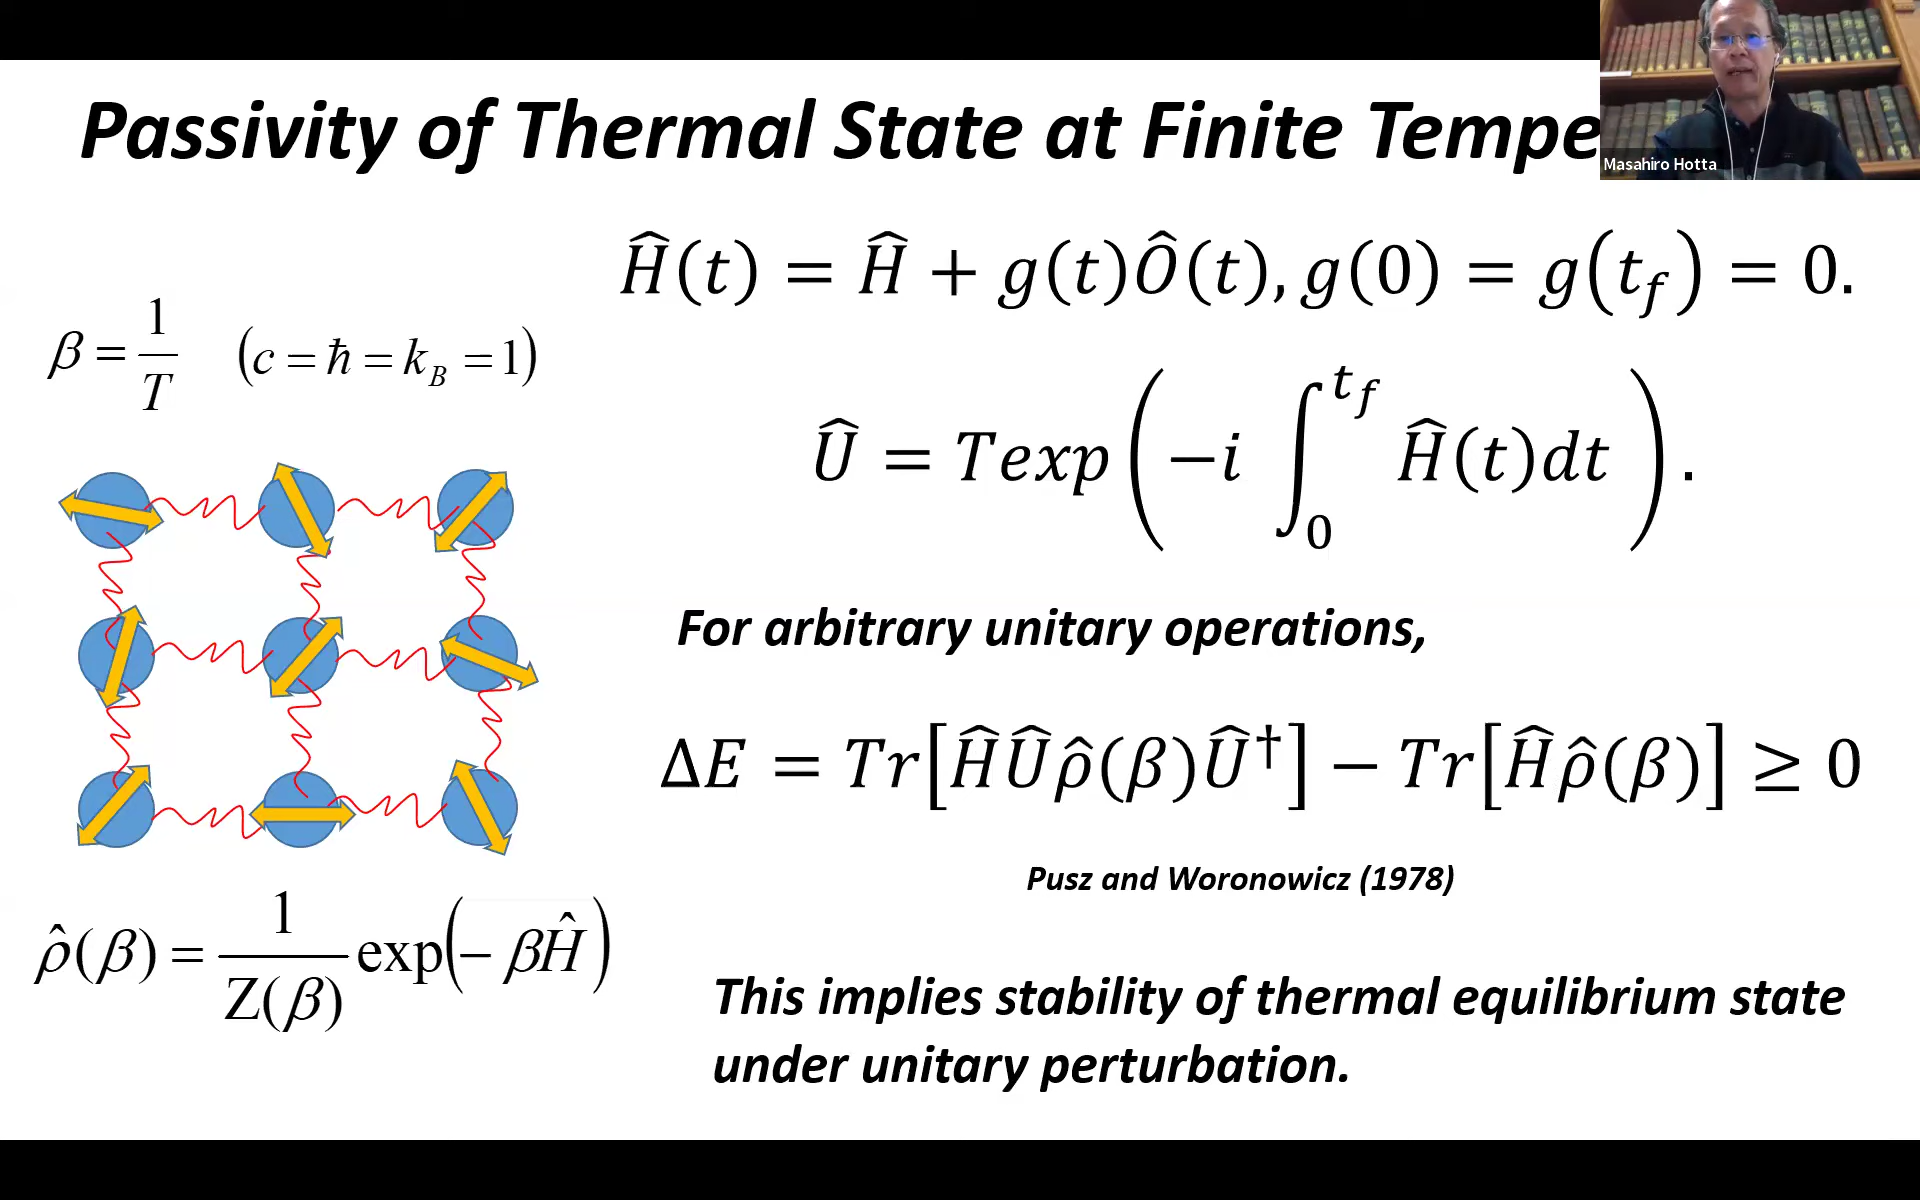 Passivity of Thermal State at Finite Tempe
Masahiro Hotta
Ĥ(t) = Ĥ + g(t)Ô(t), g(0) = g(t_f) = 0.
β = 1/T (c = ħ = k_B = 1)
Û = Texp(−i ∫_0^{t_f} Ĥ(t)dt).
For arbitrary unitary operations,
ΔE = Tr[ĤÛρ̂(β)Û†] − Tr[Ĥρ̂(β)] ≥ 0
Pusz and Woronowicz (1978)
ρ̂(β) = 1/Z(β) exp(−βĤ)
This implies stability of thermal equilibrium state
under unitary perturbation.